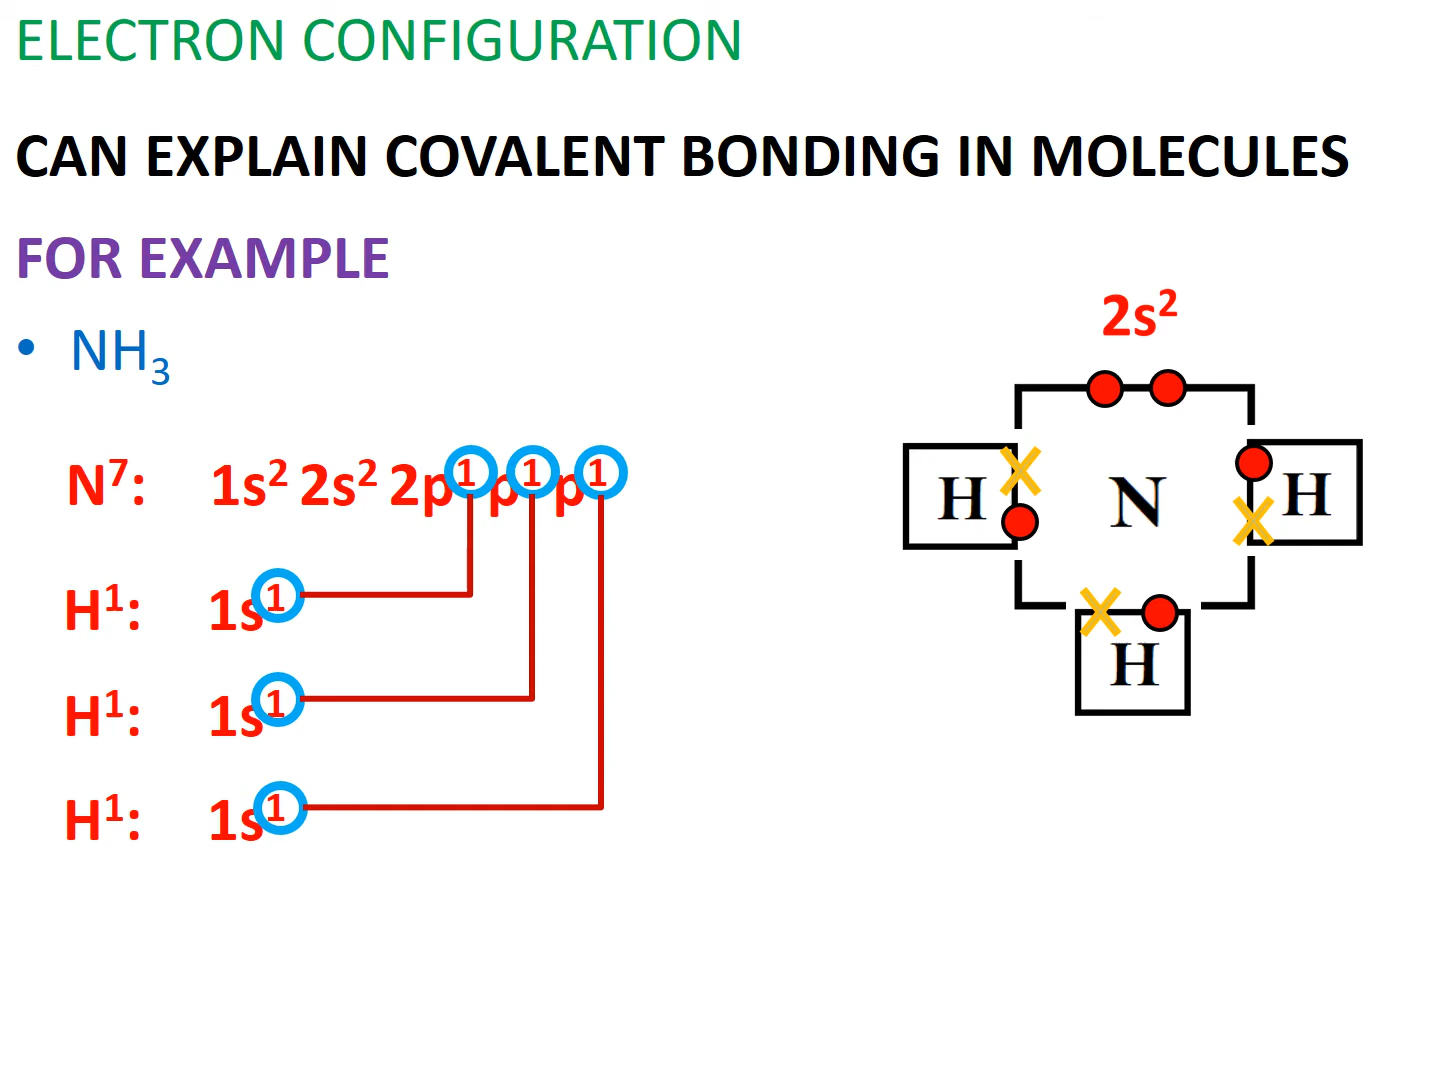 ELECTRON CONFIGURATION
CAN EXPLAIN COVALENT BONDING IN MOLECULES
FOR EXAMPLE
• NH₃
2s²
N⁷: 1s² 2s² 2p¹ p¹ p¹
H N H
H¹: 1s¹
H
H¹: 1s¹
H¹: 1s¹